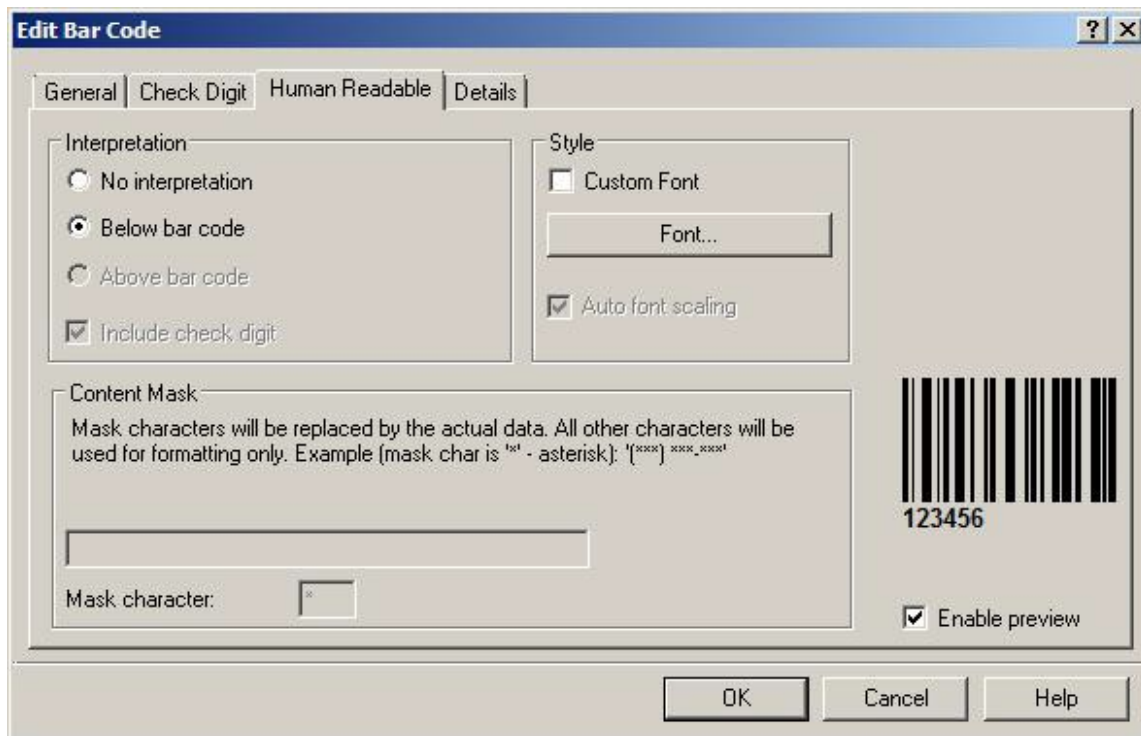 Edit Bar Code
General
Check Digit
Human Readable
Details
Interpretation
No interpretation
Below bar code
Above bar code
Include check digit
Style
Custom Font
Font...
Auto font scaling
Content Mask
Mask characters will be replaced by the actual data. All other characters will be
used for formatting only. Example (mask char is '*' - asterisk): '(***) ***-***'
Mask character:
*
123456
Enable preview
OK
Cancel
Help